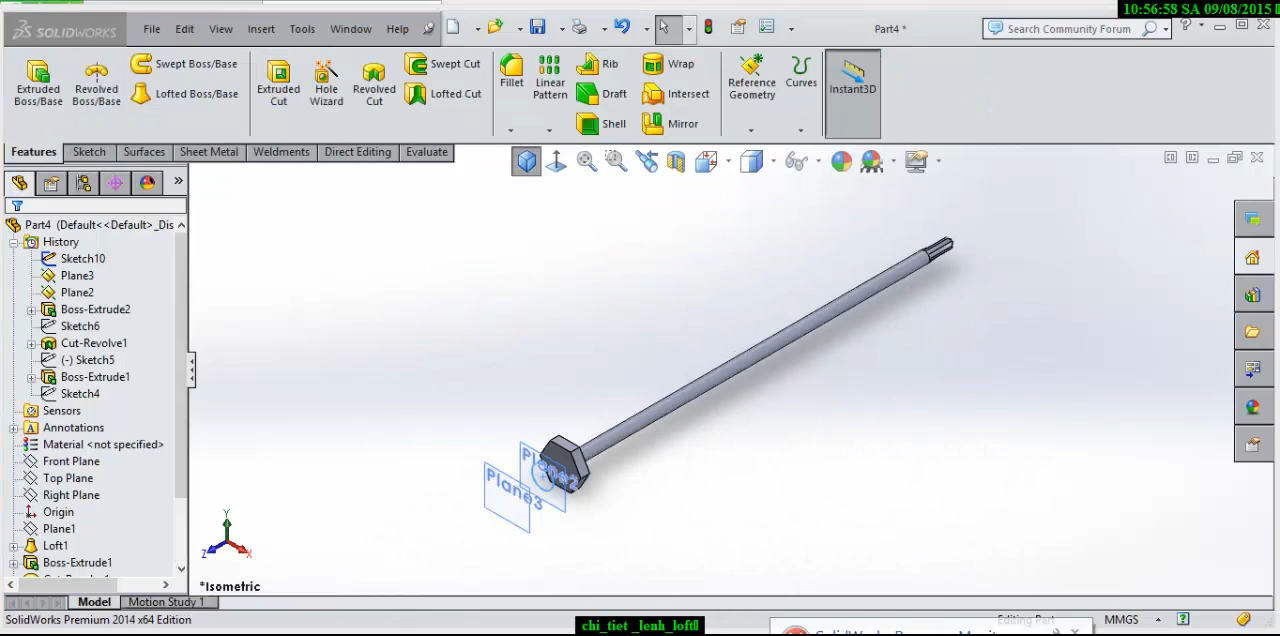 10:56:58 SA 09/08/2015
SOLIDWORKS File Edit View Insert Tools Window Help Part4 * Search Community Forum
Extruded Boss/Base
Revolved Boss/Base
Swept Boss/Base
Lofted Boss/Base
Extruded Cut
Hole Wizard
Revolved Cut
Swept Cut
Lofted Cut
Fillet
Linear Pattern
Rib
Draft
Shell
Wrap
Intersect
Mirror
Reference Geometry
Curves
Instant3D
Features Sketch Surfaces Sheet Metal Weldments Direct Editing Evaluate
Part4 (Default<<Default>_Dis
History
Sketch10
Plane3
Plane2
Boss-Extrude2
Sketch6
Cut-Revolve1
(-) Sketch5
Boss-Extrude1
Sketch4
Sensors
Annotations
Material <not specified>
Front Plane
Top Plane
Right Plane
Origin
Plane1
Loft1
Boss-Extrude1
Plane2
Plane3
Y
Z
X
*Isometric
Model Motion Study 1
SolidWorks Premium 2014 x64 Edition
Editing Part
MMGS
chi_tiet _lenh_loft